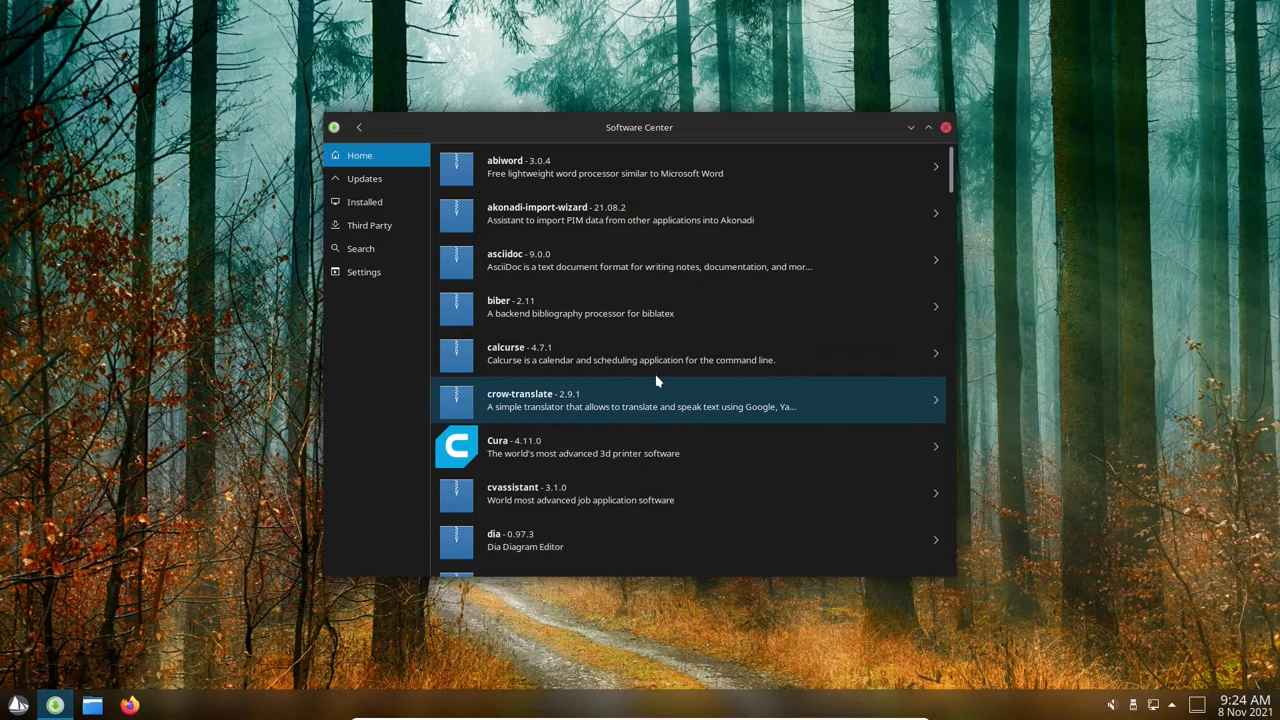 Software Center
Home
Updates
Installed
Third Party
Search
Settings
abiword - 3.0.4
Free lightweight word processor similar to Microsoft Word
akonadi-import-wizard - 21.08.2
Assistant to import PIM data from other applications into Akonadi
asciidoc - 9.0.0
AsciiDoc is a text document format for writing notes, documentation, and mor...
biber - 2.11
A backend bibliography processor for biblatex
calcurse - 4.7.1
Calcurse is a calendar and scheduling application for the command line.
crow-translate - 2.9.1
A simple translator that allows to translate and speak text using Google, Ya...
Cura - 4.11.0
The world's most advanced 3d printer software
cvassistant - 3.1.0
World most advanced job application software
dia - 0.97.3
Dia Diagram Editor
9:24 AM
8 Nov 2021